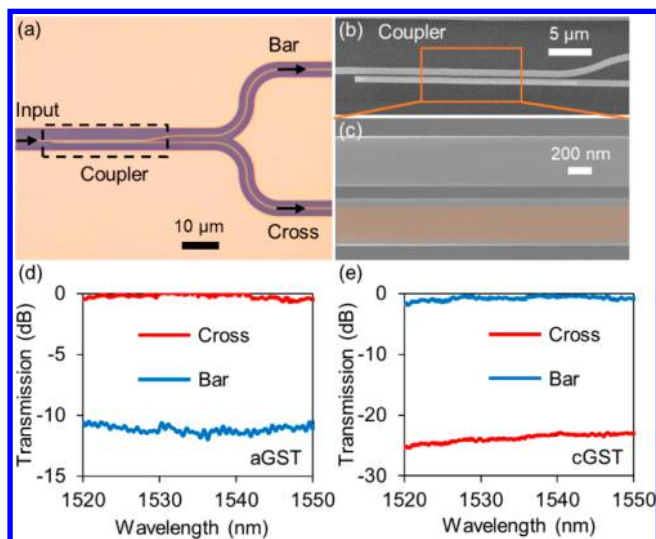 (a)
Bar
Input
Coupler
Cross
10 μm
(b)
Coupler
5 μm
(c)
200 nm
(d)
0
-5
-10
-15
Transmission (dB)
Cross
Bar
aGST
1520 1530 1540 1550
Wavelength (nm)
(e)
0
-10
-20
-30
Transmission (dB)
Cross
Bar
cGST
1520 1530 1540 1550
Wavelength (nm)